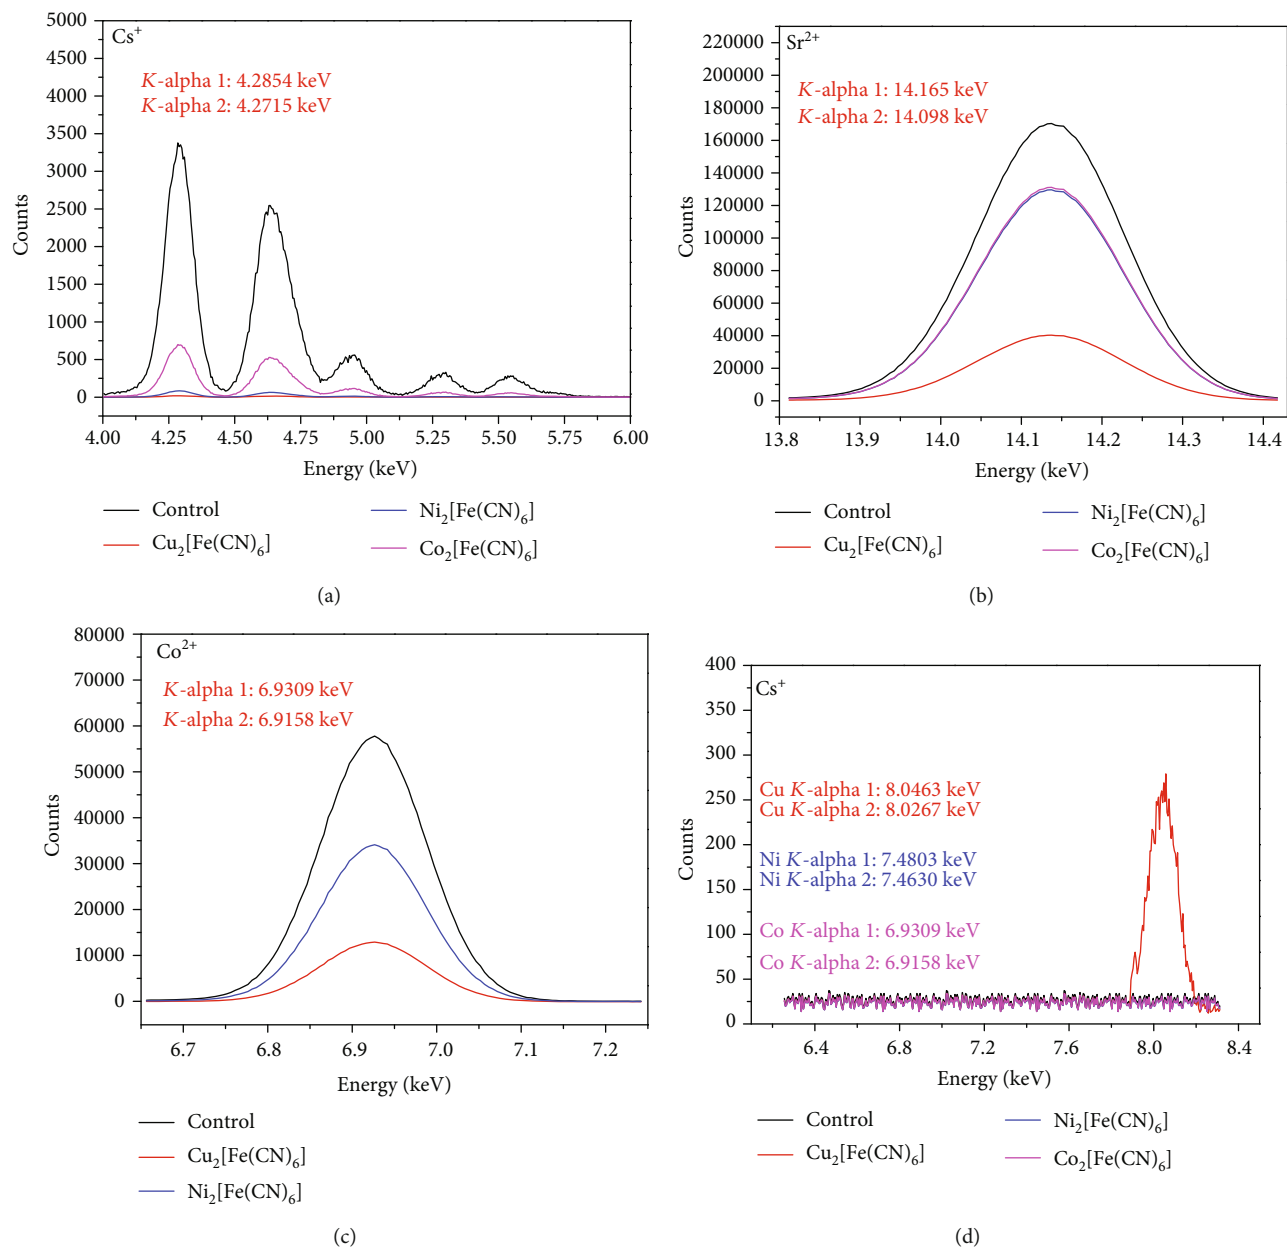 Cs⁺
K-alpha 1: 4.2854 keV
K-alpha 2: 4.2715 keV
5000
4500
4000
3500
3000
2500
2000
1500
1000
500
0
Counts
4.00 4.25 4.50 4.75 5.00 5.25 5.50 5.75 6.00
Energy (keV)
Control
Cu₂[Fe(CN)₆]
Ni₂[Fe(CN)₆]
Co₂[Fe(CN)₆]
(a)
Sr²⁺
K-alpha 1: 14.165 keV
K-alpha 2: 14.098 keV
220000
200000
180000
160000
140000
120000
100000
80000
60000
40000
20000
0
Counts
13.8 13.9 14.0 14.1 14.2 14.3 14.4
Energy (keV)
Control
Cu₂[Fe(CN)₆]
Ni₂[Fe(CN)₆]
Co₂[Fe(CN)₆]
(b)
Co²⁺
K-alpha 1: 6.9309 keV
K-alpha 2: 6.9158 keV
80000
70000
60000
50000
40000
30000
20000
10000
0
Counts
6.7 6.8 6.9 7.0 7.1 7.2
Energy (keV)
Control
Cu₂[Fe(CN)₆]
Ni₂[Fe(CN)₆]
(c)
Cs⁺
Cu K-alpha 1: 8.0463 keV
Cu K-alpha 2: 8.0267 keV
Ni K-alpha 1: 7.4803 keV
Ni K-alpha 2: 7.4630 keV
Co K-alpha 1: 6.9309 keV
Co K-alpha 2: 6.9158 keV
400
350
300
250
200
150
100
50
0
Counts
6.4 6.8 7.2 7.6 8.0 8.4
Energy (keV)
Control
Cu₂[Fe(CN)₆]
Ni₂[Fe(CN)₆]
Co₂[Fe(CN)₆]
(d)